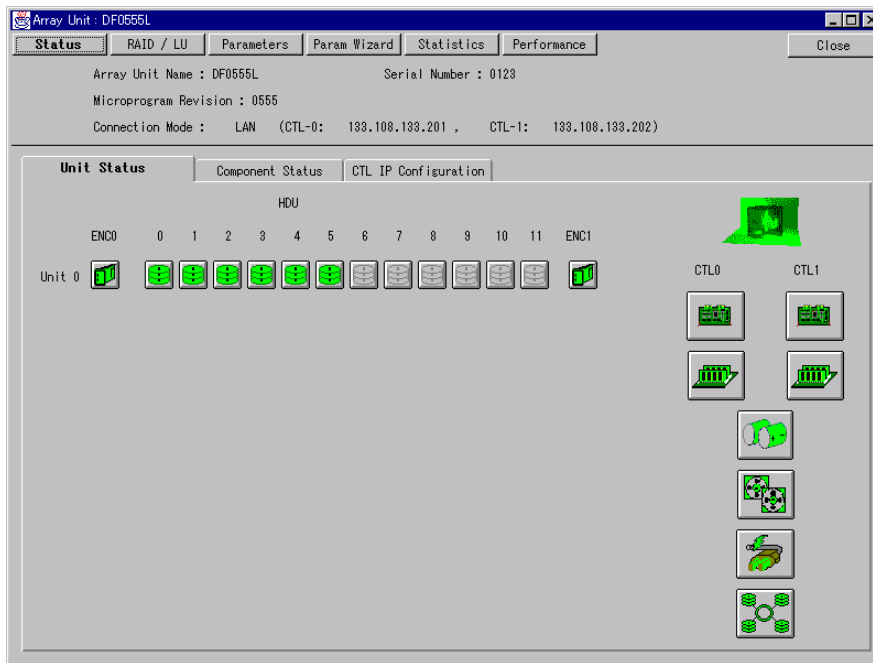 Array Unit : DF0555L
Status RAID / LU Parameters Param Wizard Statistics Performance Close
Array Unit Name : DF0555L Serial Number : 0123
Microprogram Revision : 0555
Connection Mode : LAN (CTL-0: 133.108.133.201 , CTL-1: 133.108.133.202)
Unit Status Component Status CTL IP Configuration
HDU
ENC0 0 1 2 3 4 5 6 7 8 9 10 11 ENC1
Unit 0
CTL0 CTL1